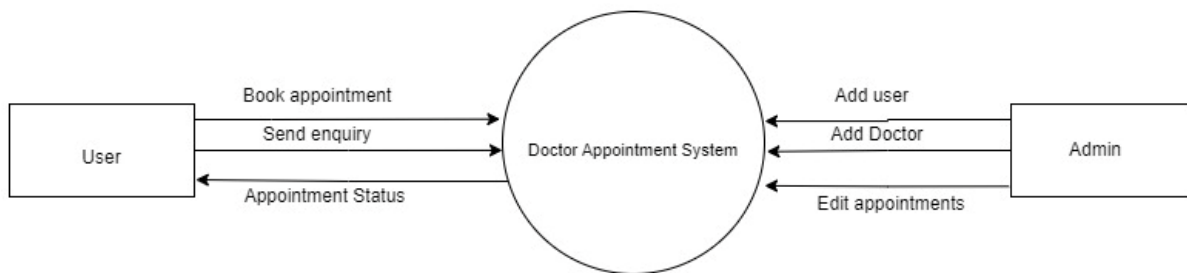 Book appointment
Send enquiry
Appointment Status
User
Doctor Appointment System
Add user
Add Doctor
Edit appointments
Admin